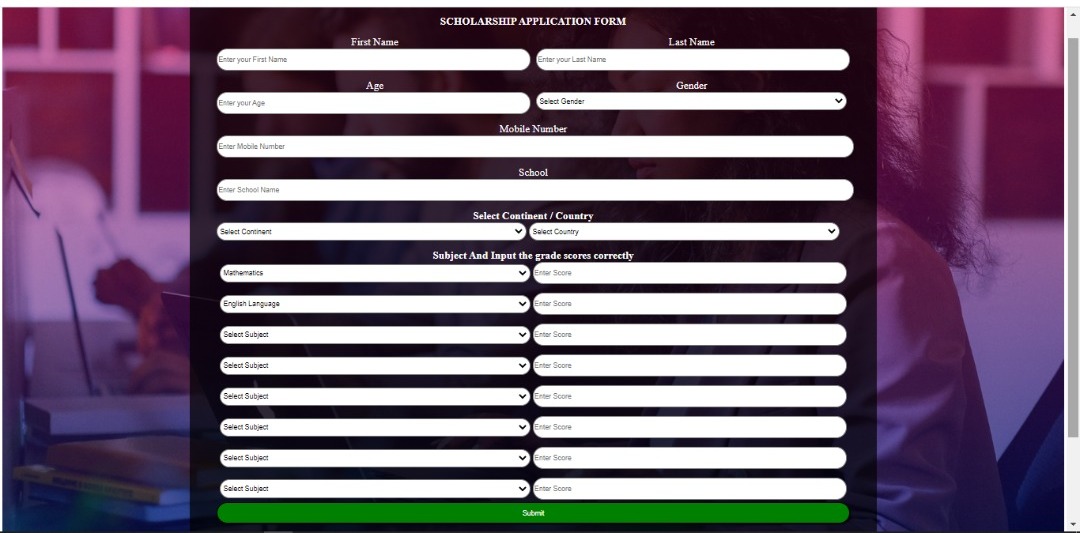 SCHOLARSHIP APPLICATION FORM
First Name Last Name
Enter your First Name Enter your Last Name
Age Gender
Enter your Age Select Gender
Mobile Number
Enter Mobile Number
School
Enter School Name
Select Continent / Country
Select Continent Select Country
Subject And Input the grade scores correctly
Mathematics Enter Score
English Language Enter Score
Select Subject Enter Score
Select Subject Enter Score
Select Subject Enter Score
Select Subject Enter Score
Select Subject Enter Score
Select Subject Enter Score
Submit